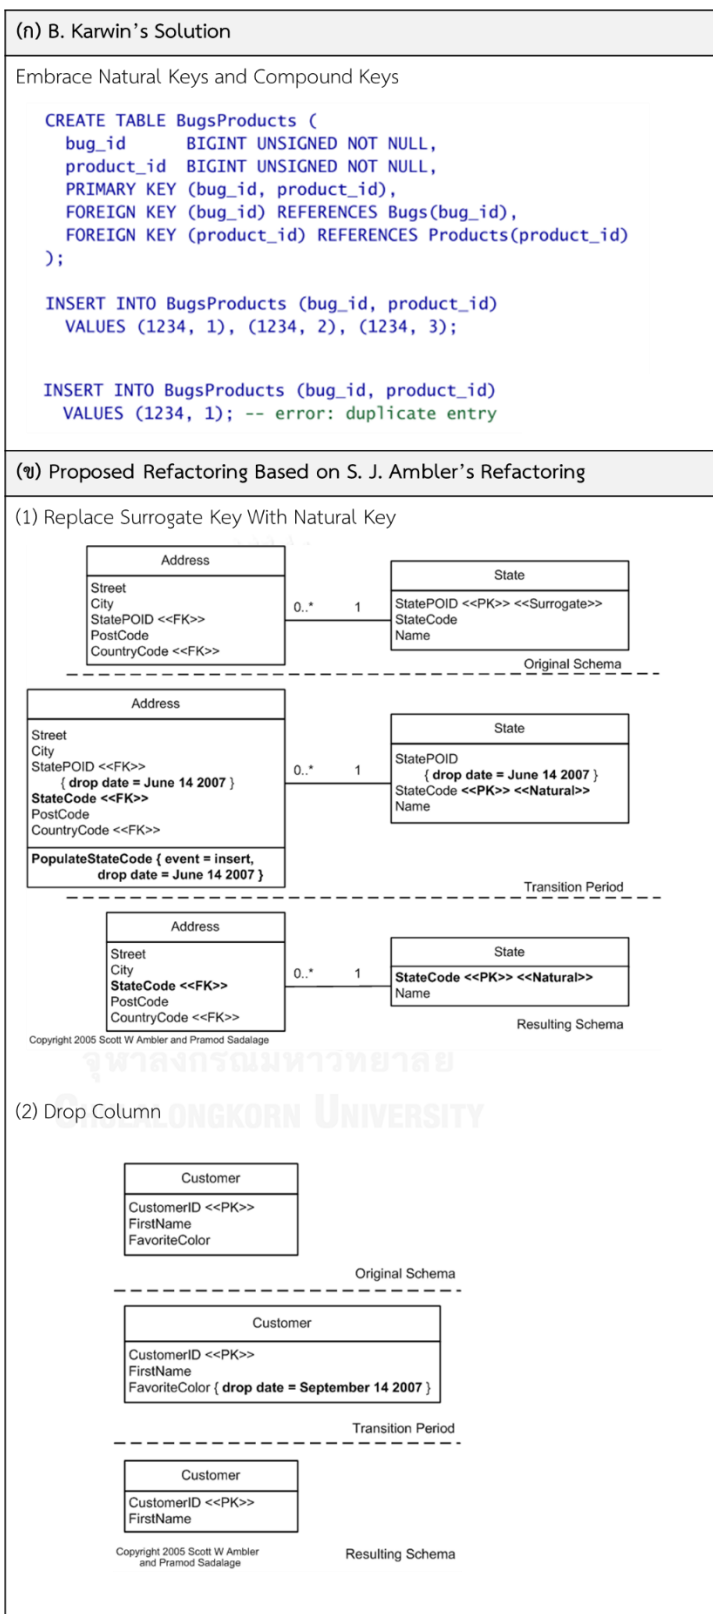 (ก) B. Karwin's Solution
Embrace Natural Keys and Compound Keys
CREATE TABLE BugsProducts (
bug_id BIGINT UNSIGNED NOT NULL,
product_id BIGINT UNSIGNED NOT NULL,
PRIMARY KEY (bug_id, product_id),
FOREIGN KEY (bug_id) REFERENCES Bugs(bug_id),
FOREIGN KEY (product_id) REFERENCES Products(product_id)
);
INSERT INTO BugsProducts (bug_id, product_id)
VALUES (1234, 1), (1234, 2), (1234, 3);
INSERT INTO BugsProducts (bug_id, product_id)
VALUES (1234, 1); -- error: duplicate entry
(ข) Proposed Refactoring Based on S. J. Ambler's Refactoring
(1) Replace Surrogate Key With Natural Key
Address
Street
City
StatePOID <<FK>>
PostCode
CountryCode <<FK>>
0..* 1
State
StatePOID <<PK>> <<Surrogate>>
StateCode
Name
Original Schema
Address
Street
City
StatePOID <<FK>>
{ drop date = June 14 2007 }
StateCode <<FK>>
PostCode
CountryCode <<FK>>
PopulateStateCode { event = insert,
drop date = June 14 2007 }
0..* 1
State
StatePOID
{ drop date = June 14 2007 }
StateCode <<PK>> <<Natural>>
Name
Transition Period
Address
Street
City
StateCode <<FK>>
PostCode
CountryCode <<FK>>
0..* 1
State
StateCode <<PK>> <<Natural>>
Name
Resulting Schema
Copyright 2005 Scott W Ambler and Pramod Sadalage
จุฬาลงกรณ์มหาวิทยาลัย
CHULALONGKORN UNIVERSITY
(2) Drop Column
Customer
CustomerID <<PK>>
FirstName
FavoriteColor
Original Schema
Customer
CustomerID <<PK>>
FirstName
FavoriteColor { drop date = September 14 2007 }
Transition Period
Customer
CustomerID <<PK>>
FirstName
Copyright 2005 Scott W Ambler
and Pramod Sadalage
Resulting Schema